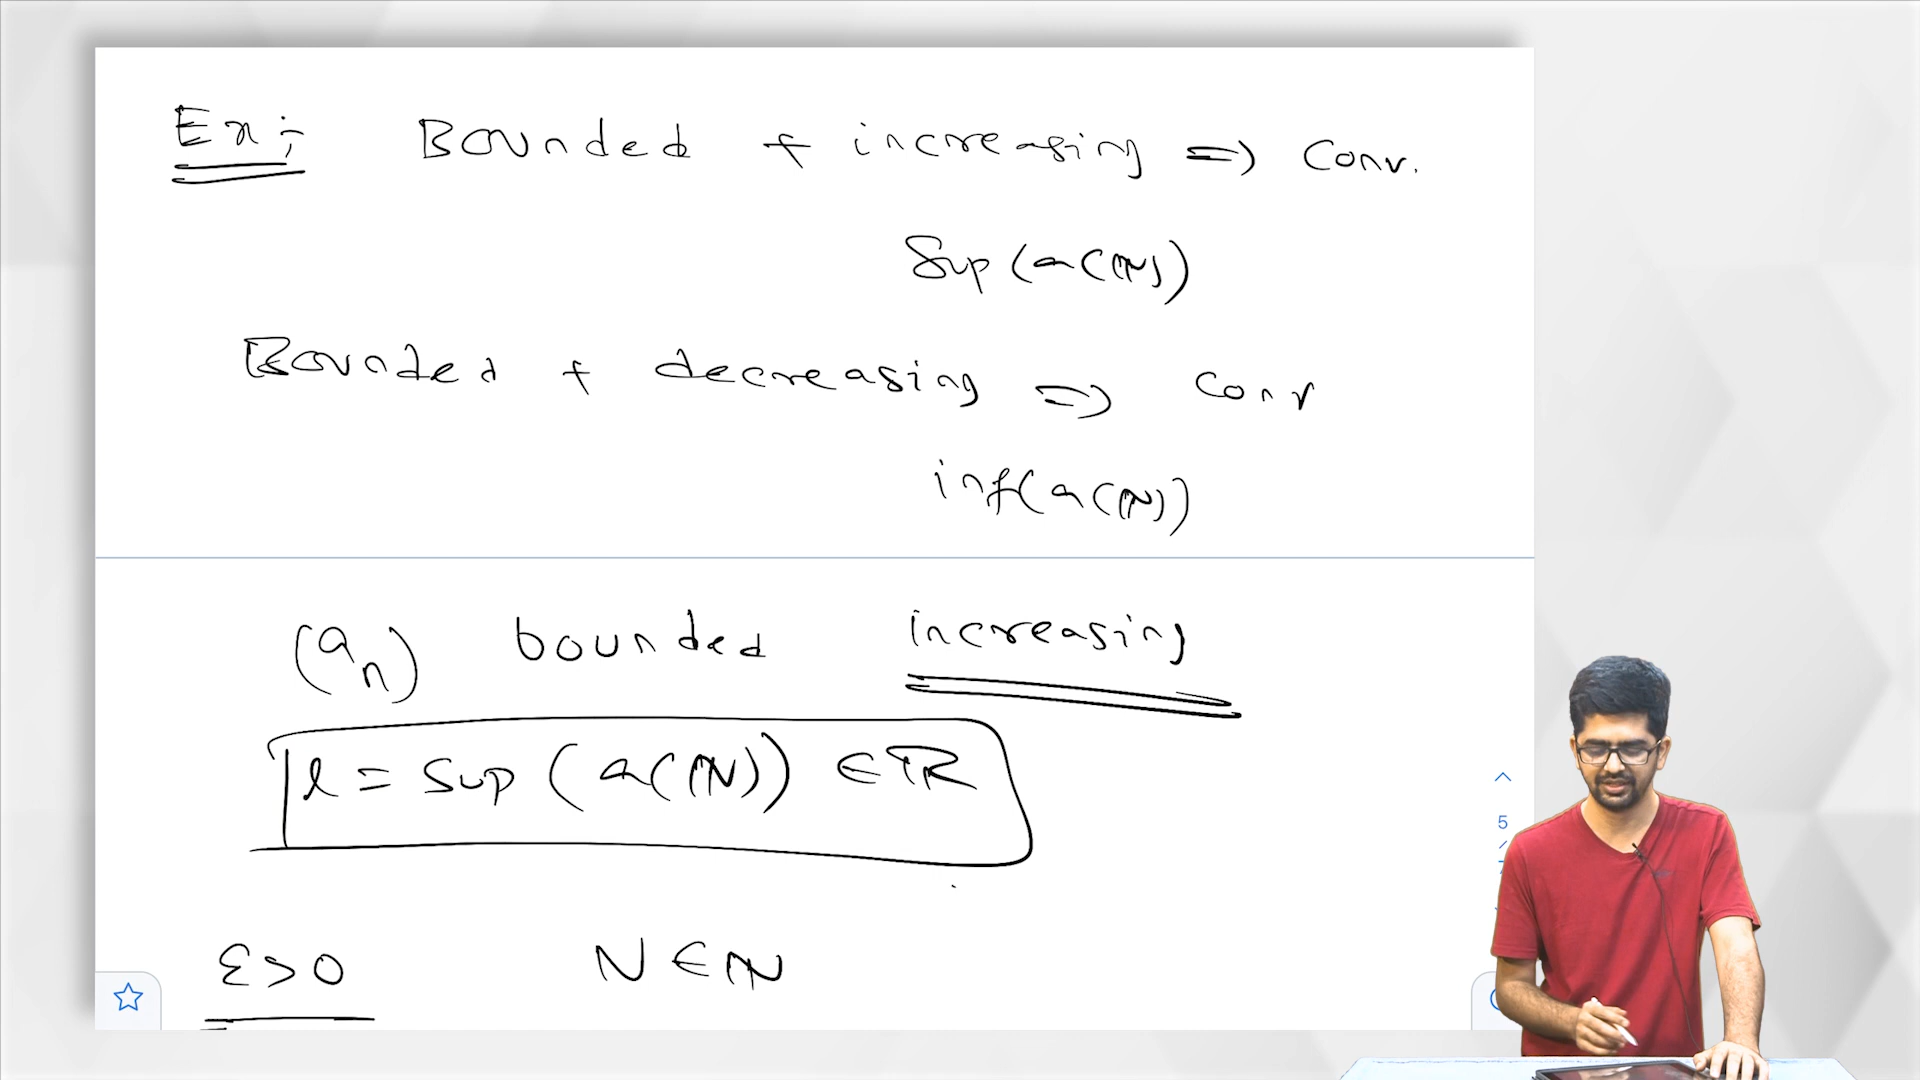 Ex:- Bounded + increasing => Conv.
Sup (a(ℕ))
Bounded + decreasing => Conv
inf(a(ℕ))
(aₙ) bounded increasing
l = Sup (a(ℕ)) ∈ ℝ
5
ε>0 N ∈ ℕ